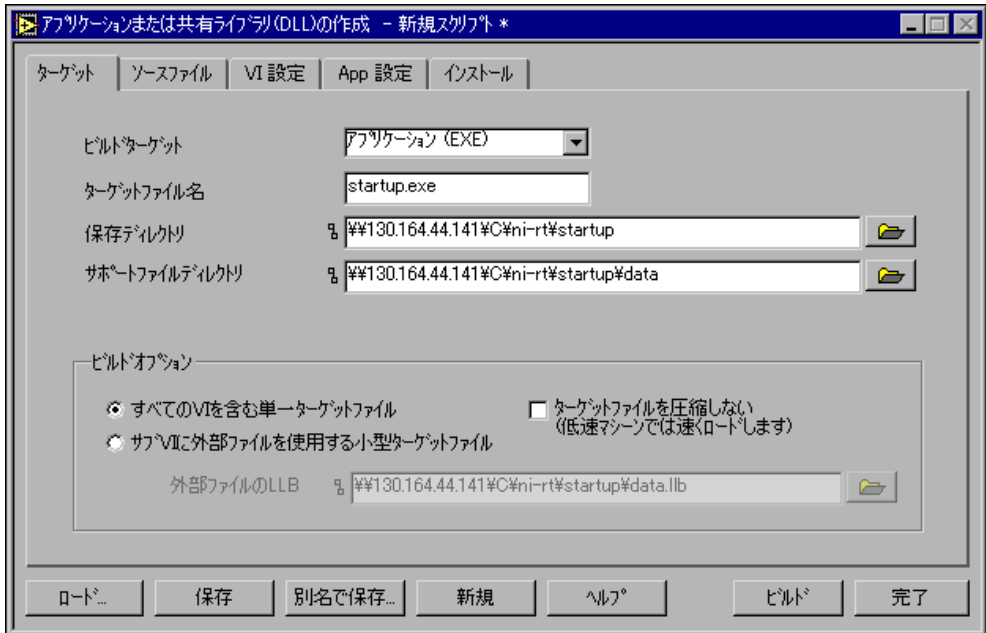 アプリケーションまたは共有ライブラリ(DLL)の作成 - 新規スクリプト *
ターゲット ソースファイル VI 設定 App 設定 インストール
ビルドターゲット アプリケーション (EXE)
ターゲットファイル名 startup.exe
保存ディレクトリ ¥¥130.164.44.141¥C¥ni-rt¥startup
サポートファイルディレクトリ ¥¥130.164.44.141¥C¥ni-rt¥startup¥data
ビルドオプション
すべてのVIを含む単一ターゲットファイル
ターゲットファイルを圧縮しない
(低速マシーンでは速くロードします)
サブVIに外部ファイルを使用する小型ターゲットファイル
外部ファイルのLLB ¥¥130.164.44.141¥C¥ni-rt¥startup¥data.llb
ロード... 保存 別名で保存... 新規 ヘルプ ビルド 完了